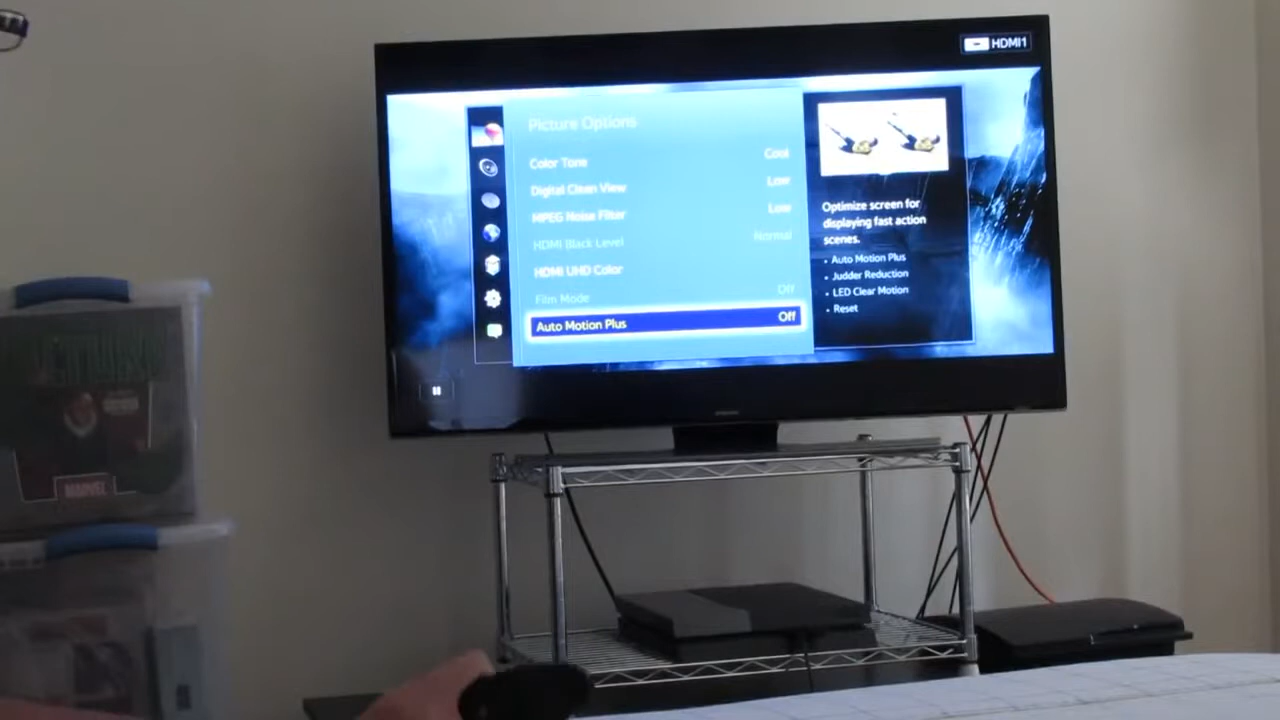 HDMI1
Picture Options
Color Tone Cool
Digital Clean View Low
MPEG Noise Filter Low
HDMI Black Level Normal
HDMI UHD Color
Film Mode Off
Auto Motion Plus Off
Optimize screen for
displaying fast action
scenes.
• Auto Motion Plus
• Judder Reduction
• LED Clear Motion
• Reset
MARVEL